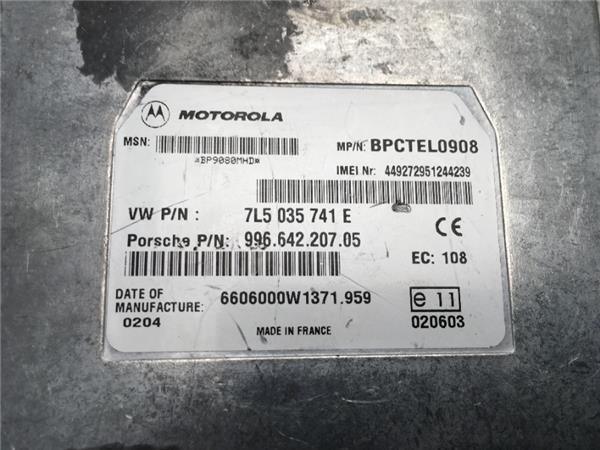 MOTOROLA
MSN:
*BP9080MHD*
MP/N: BPCTEL0908
IMEI Nr: 449272951244239
VW P/N : 7L5 035 741 E
Porsche P/N: 996.642.207.05
CE
EC: 108
DATE OF MANUFACTURE: 6606000W1371.959
0204
e 11
020603
MADE IN FRANCE